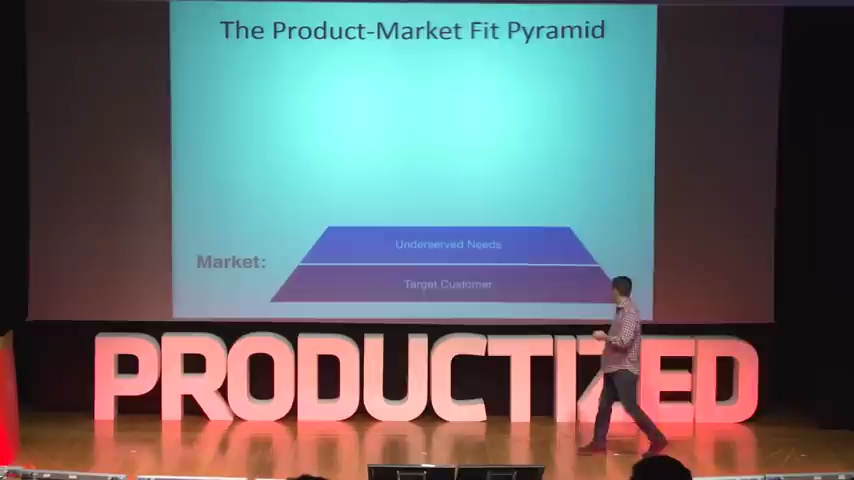 The Product-Market Fit Pyramid
Underserved Needs
Market:
Target Customer
PRODUCTIZED